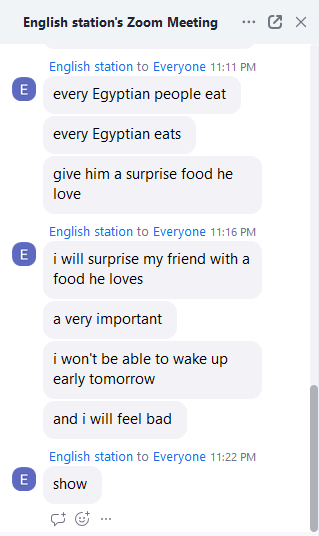 English station's Zoom Meeting
English station to Everyone 11:11 PM
E
every Egyptian people eat
every Egyptian eats
give him a surprise food he
love
English station to Everyone 11:16 PM
E
i will surprise my friend with a
food he loves
a very important
i won't be able to wake up
early tomorrow
and i will feel bad
English station to Everyone 11:22 PM
E
show